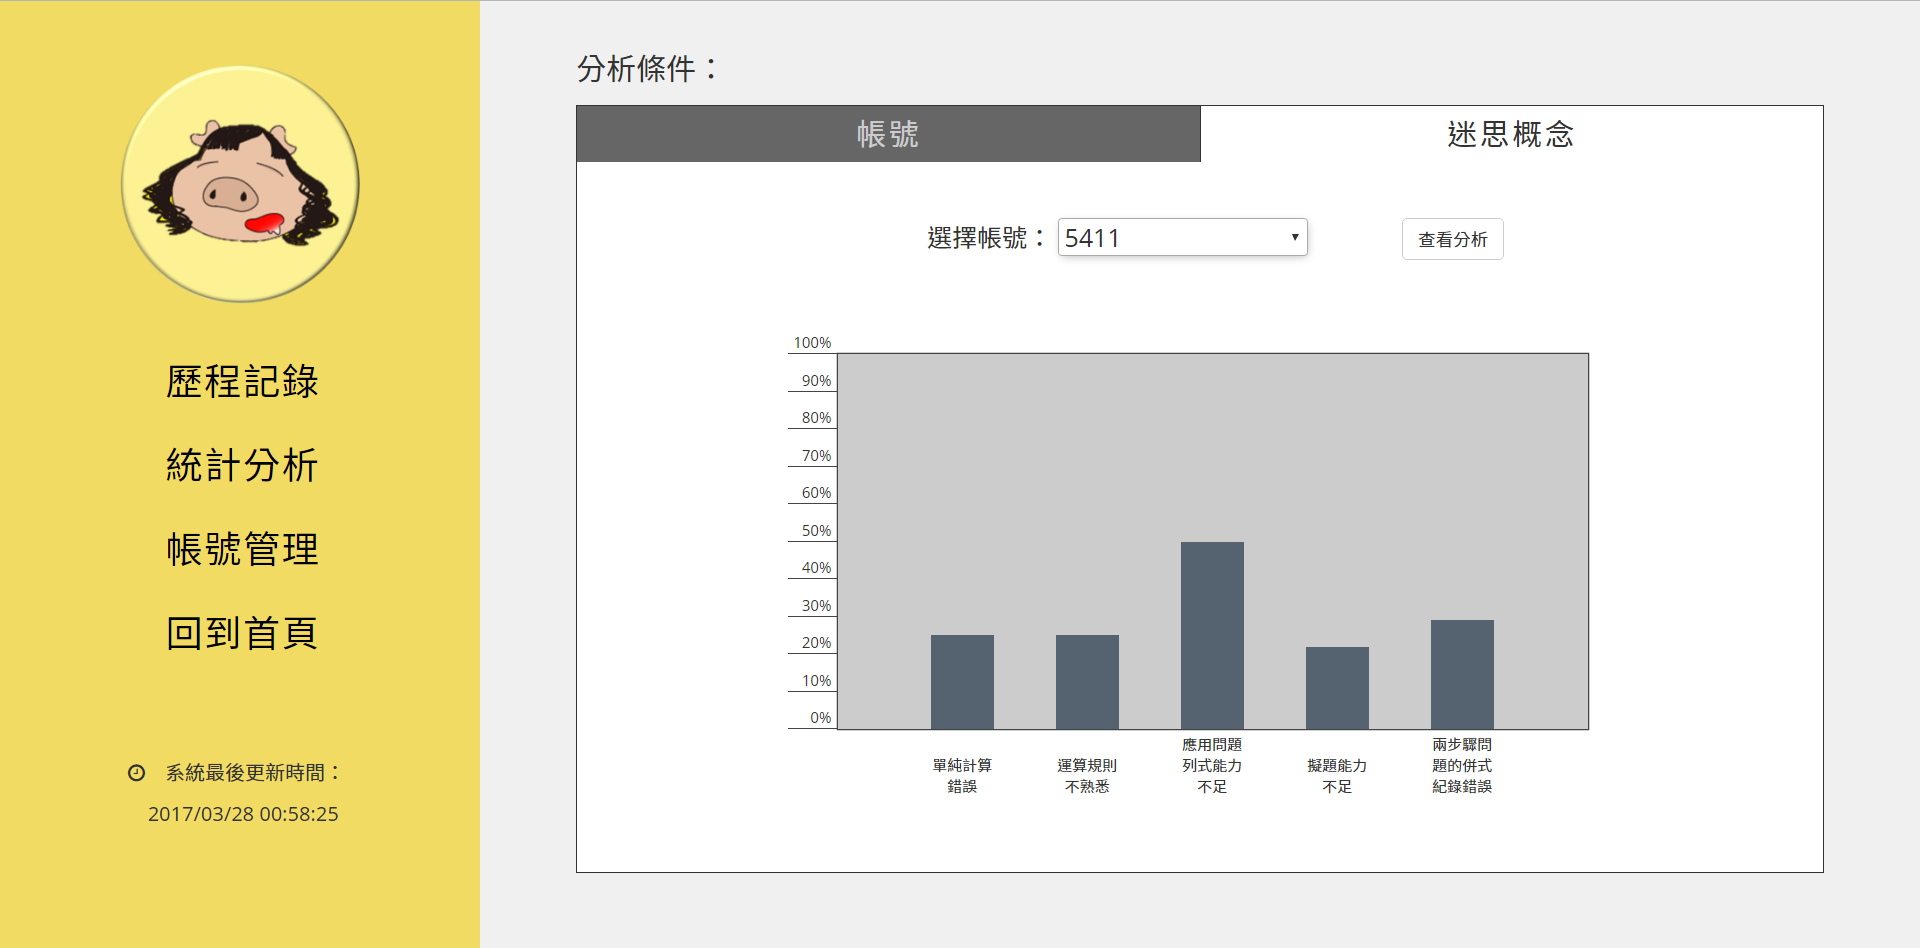 歷程記錄
統計分析
帳號管理
回到首頁
系統最後更新時間：
2017/03/28 00:58:25
分析條件：
帳號
迷思概念
選擇帳號：
5411
查看分析
100%
90%
80%
70%
60%
50%
40%
30%
20%
10%
0%
單純計算
錯誤
運算規則
不熟悉
應用問題
列式能力
不足
擬題能力
不足
兩步驟問
題的併式
紀錄錯誤